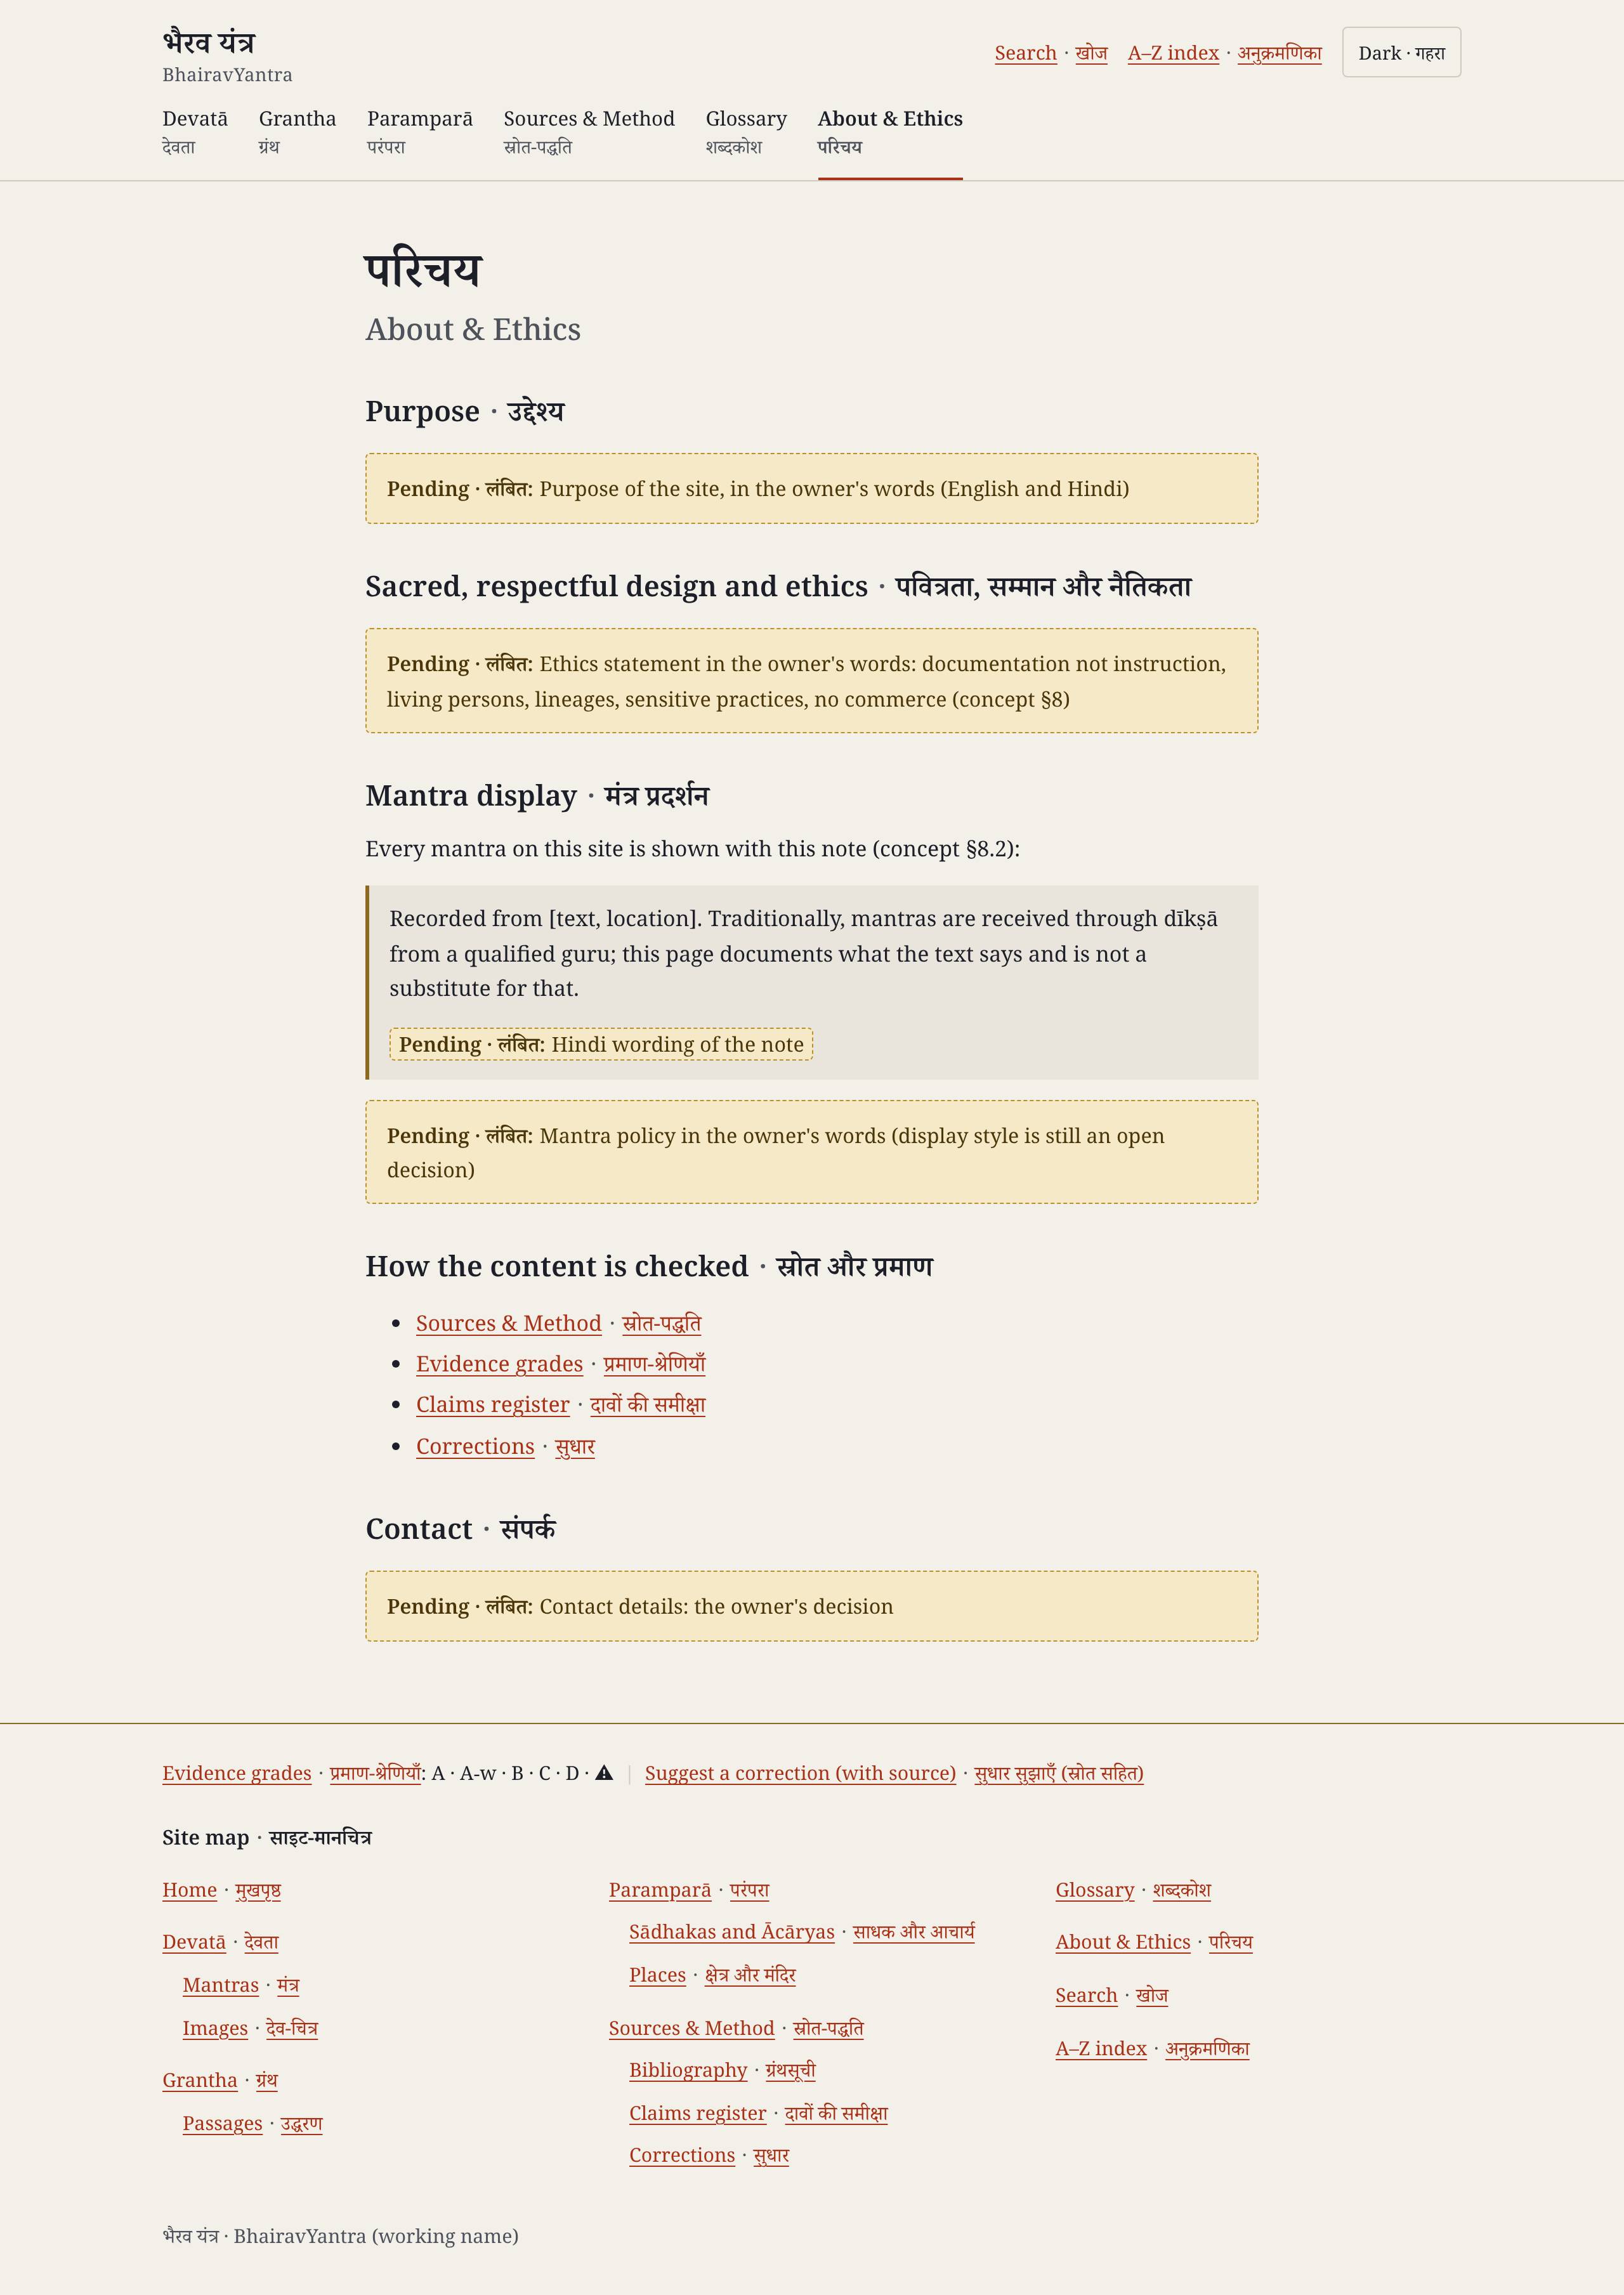 भैरव यंत्र
BhairavYantra
Search · खोज A–Z index · अनुक्रमणिका Dark · गहरा
Devatā Grantha Paramparā Sources & Method Glossary About & Ethics
देवता ग्रंथ परंपरा स्रोत-पद्धति शब्दकोश परिचय
परिचय
About & Ethics
Purpose · उद्देश्य
Pending · लंबित: Purpose of the site, in the owner's words (English and Hindi)
Sacred, respectful design and ethics · पवित्रता, सम्मान और नैतिकता
Pending · लंबित: Ethics statement in the owner's words: documentation not instruction,
living persons, lineages, sensitive practices, no commerce (concept §8)
Mantra display · मंत्र प्रदर्शन
Every mantra on this site is shown with this note (concept §8.2):
Recorded from [text, location]. Traditionally, mantras are received through dīkṣā
from a qualified guru; this page documents what the text says and is not a
substitute for that.
Pending · लंबित: Hindi wording of the note
Pending · लंबित: Mantra policy in the owner's words (display style is still an open
decision)
How the content is checked · स्रोत और प्रमाण
Sources & Method · स्रोत-पद्धति
Evidence grades · प्रमाण-श्रेणियाँ
Claims register · दावों की समीक्षा
Corrections · सुधार
Contact · संपर्क
Pending · लंबित: Contact details: the owner's decision
Evidence grades · प्रमाण-श्रेणियाँ: A · A-w · B · C · D · ⚠ | Suggest a correction (with source) · सुधार सुझाएँ (स्रोत सहित)
Site map · साइट-मानचित्र
Home · मुखपृष्ठ
Devatā · देवता
Mantras · मंत्र
Images · देव-चित्र
Grantha · ग्रंथ
Passages · उद्धरण
Paramparā · परंपरा
Sādhakas and Ācāryas · साधक और आचार्य
Places · क्षेत्र और मंदिर
Sources & Method · स्रोत-पद्धति
Bibliography · ग्रंथसूची
Claims register · दावों की समीक्षा
Corrections · सुधार
Glossary · शब्दकोश
About & Ethics · परिचय
Search · खोज
A–Z index · अनुक्रमणिका
भैरव यंत्र · BhairavYantra (working name)